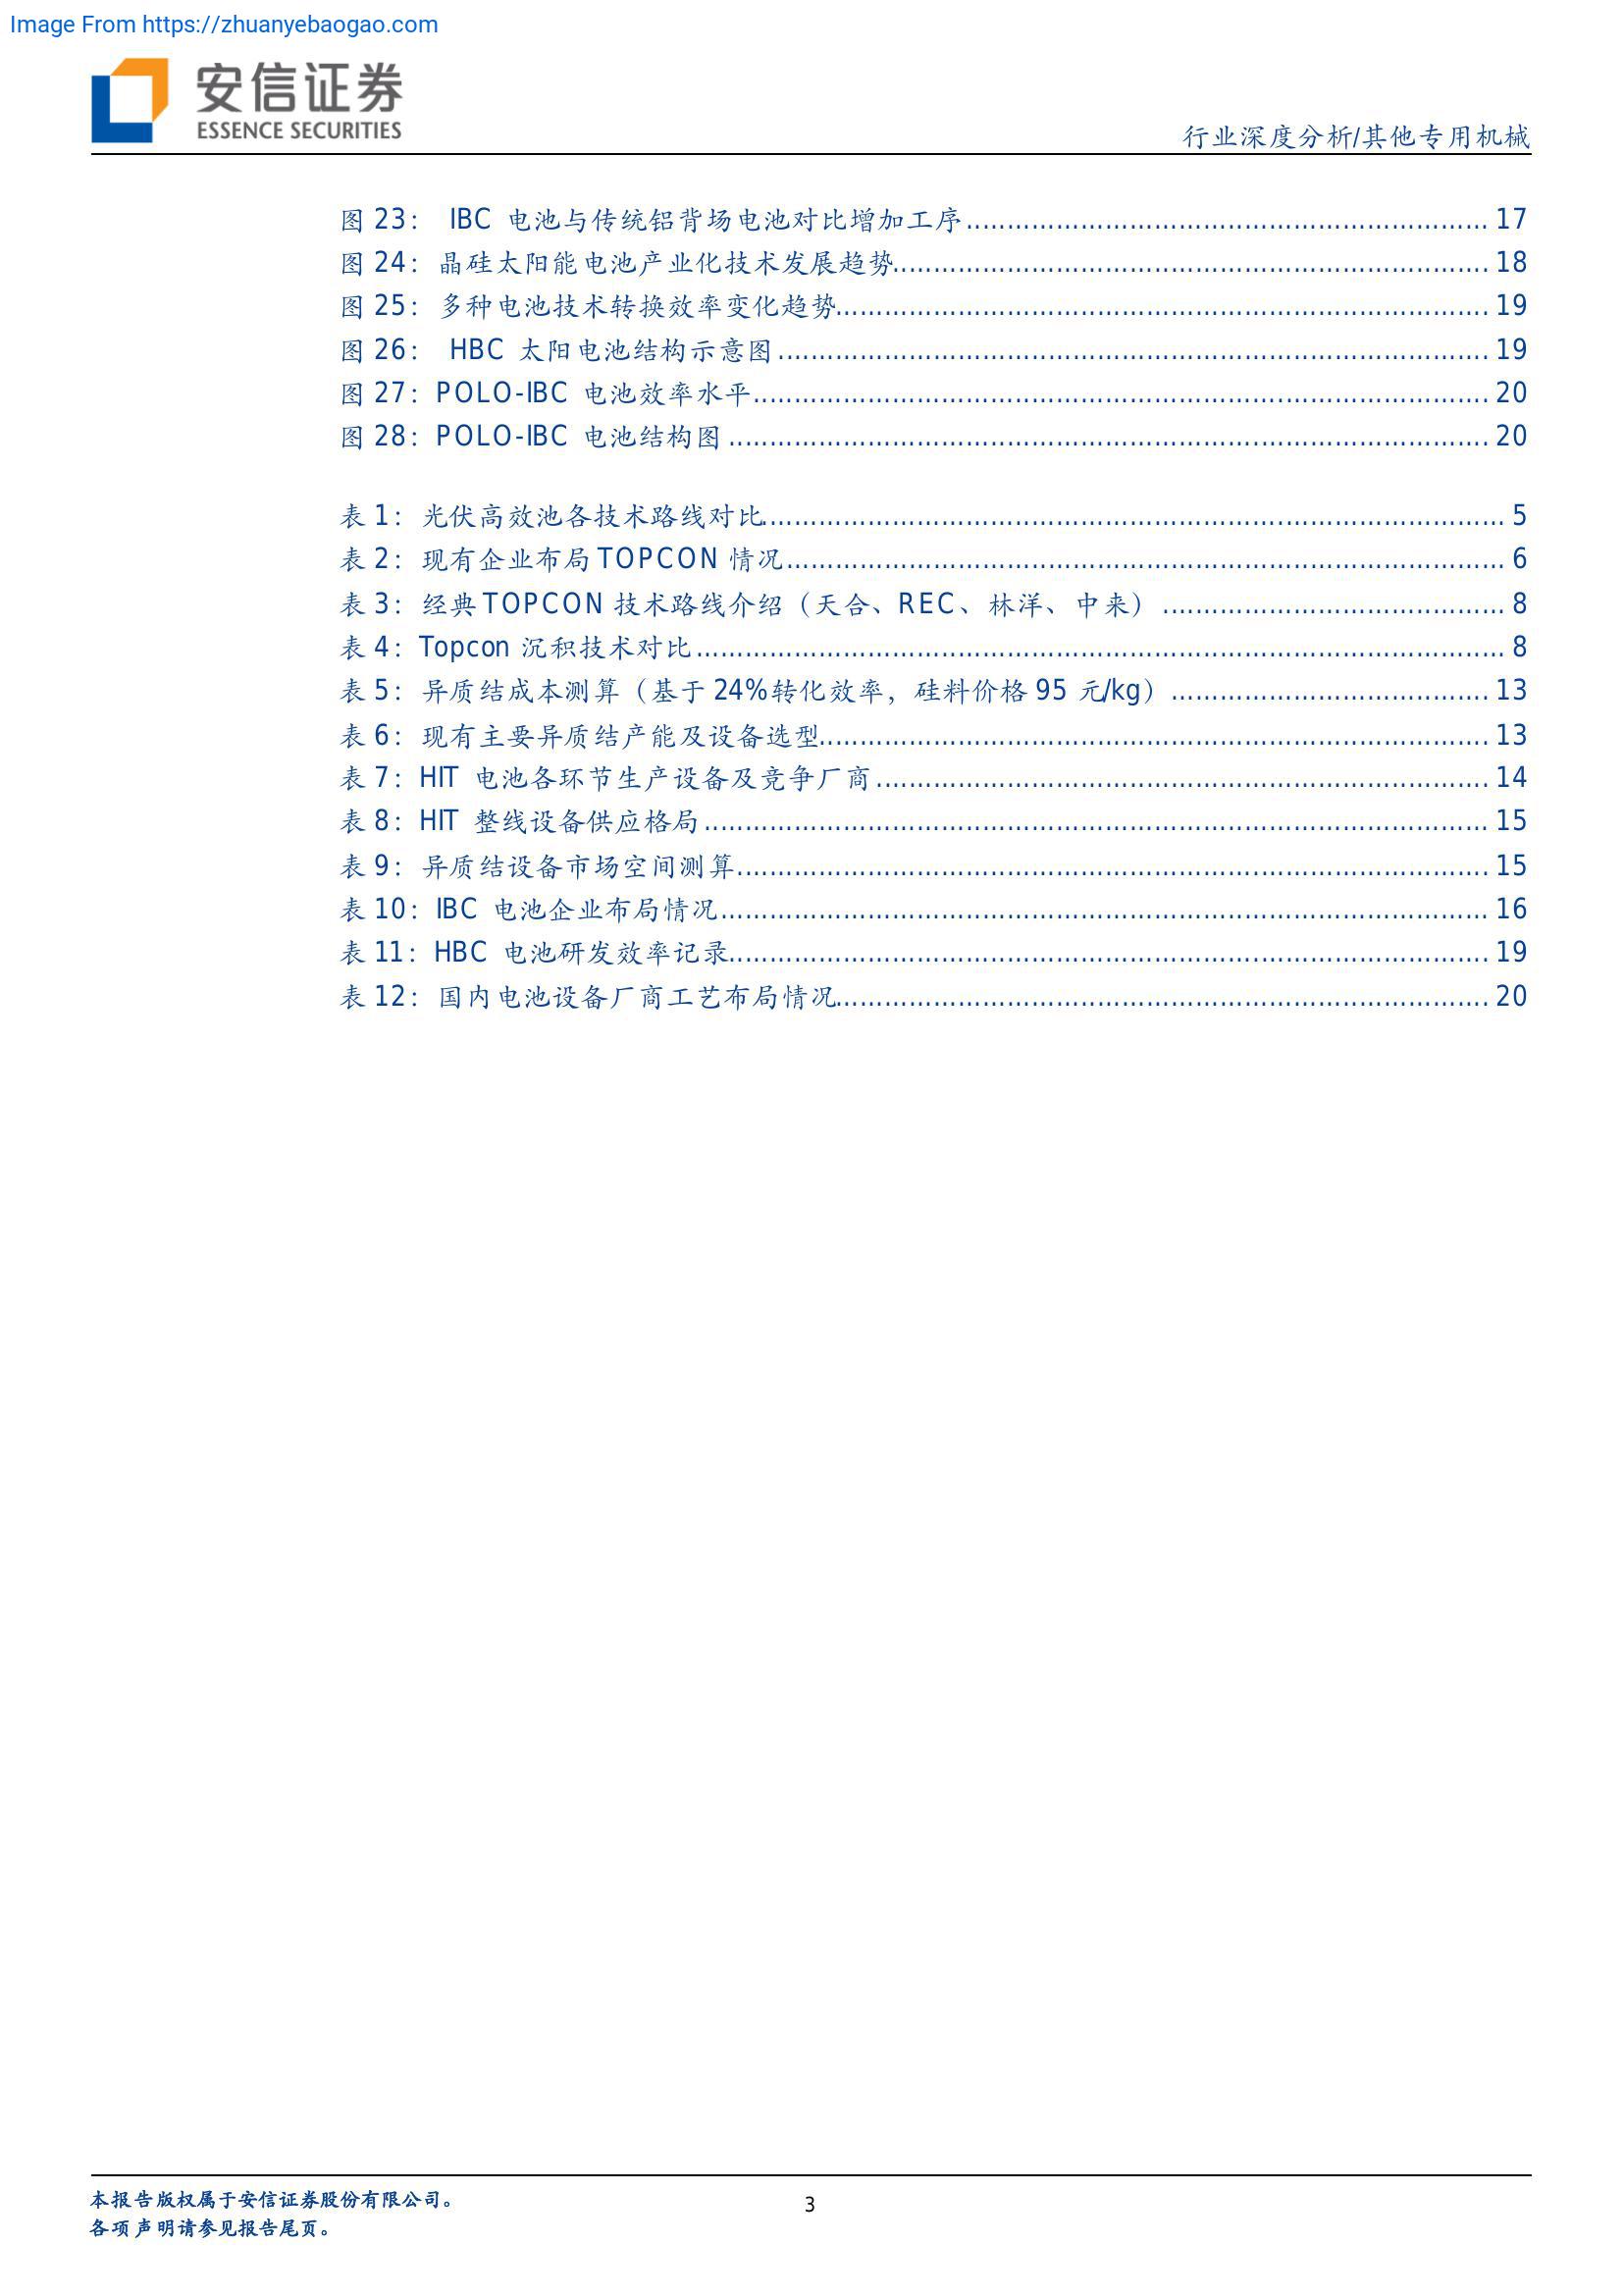 Image From https://zhuanyebaogao.com
安信证券
ESSENCE SECURITIES
行业深度分析/其他专用机械
图 23： IBC 电池与传统铝背场电池对比增加工序 17
图 24：晶硅太阳能电池产业化技术发展趋势 18
图 25：多种电池技术转换效率变化趋势 19
图 26： HBC 太阳电池结构示意图 19
图 27：POLO-IBC 电池效率水平 20
图 28：POLO-IBC 电池结构图 20
表 1：光伏高效池各技术路线对比 5
表 2：现有企业布局 TOPCON 情况 6
表 3：经典 TOPCON 技术路线介绍（天合、REC、林洋、中来） 8
表 4：Topcon 沉积技术对比 8
表 5：异质结成本测算（基于 24%转化效率，硅料价格 95 元/kg） 13
表 6：现有主要异质结产能及设备选型 13
表 7：HIT 电池各环节生产设备及竞争厂商 14
表 8：HIT 整线设备供应格局 15
表 9：异质结设备市场空间测算 15
表 10：IBC 电池企业布局情况 16
表 11：HBC 电池研发效率记录 19
表 12：国内电池设备厂商工艺布局情况 20
本报告版权属于安信证券股份有限公司。
3
各项声明请参见报告尾页。